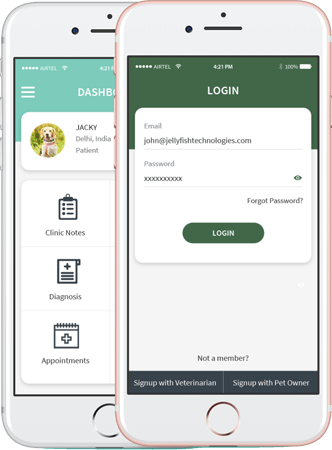 AIRTEL
4:21
DASHBO
JACKY
Delhi, India
Patient
Clinic Notes
Diagnosis
Appointments
AIRTEL
4:21 PM
100%
LOGIN
Email
john@jellyfishtechnologies.com
Password
xxxxxxxxxx
Forgot Password?
LOGIN
Not a member?
Signup with Veterinarian
Signup with Pet Owner